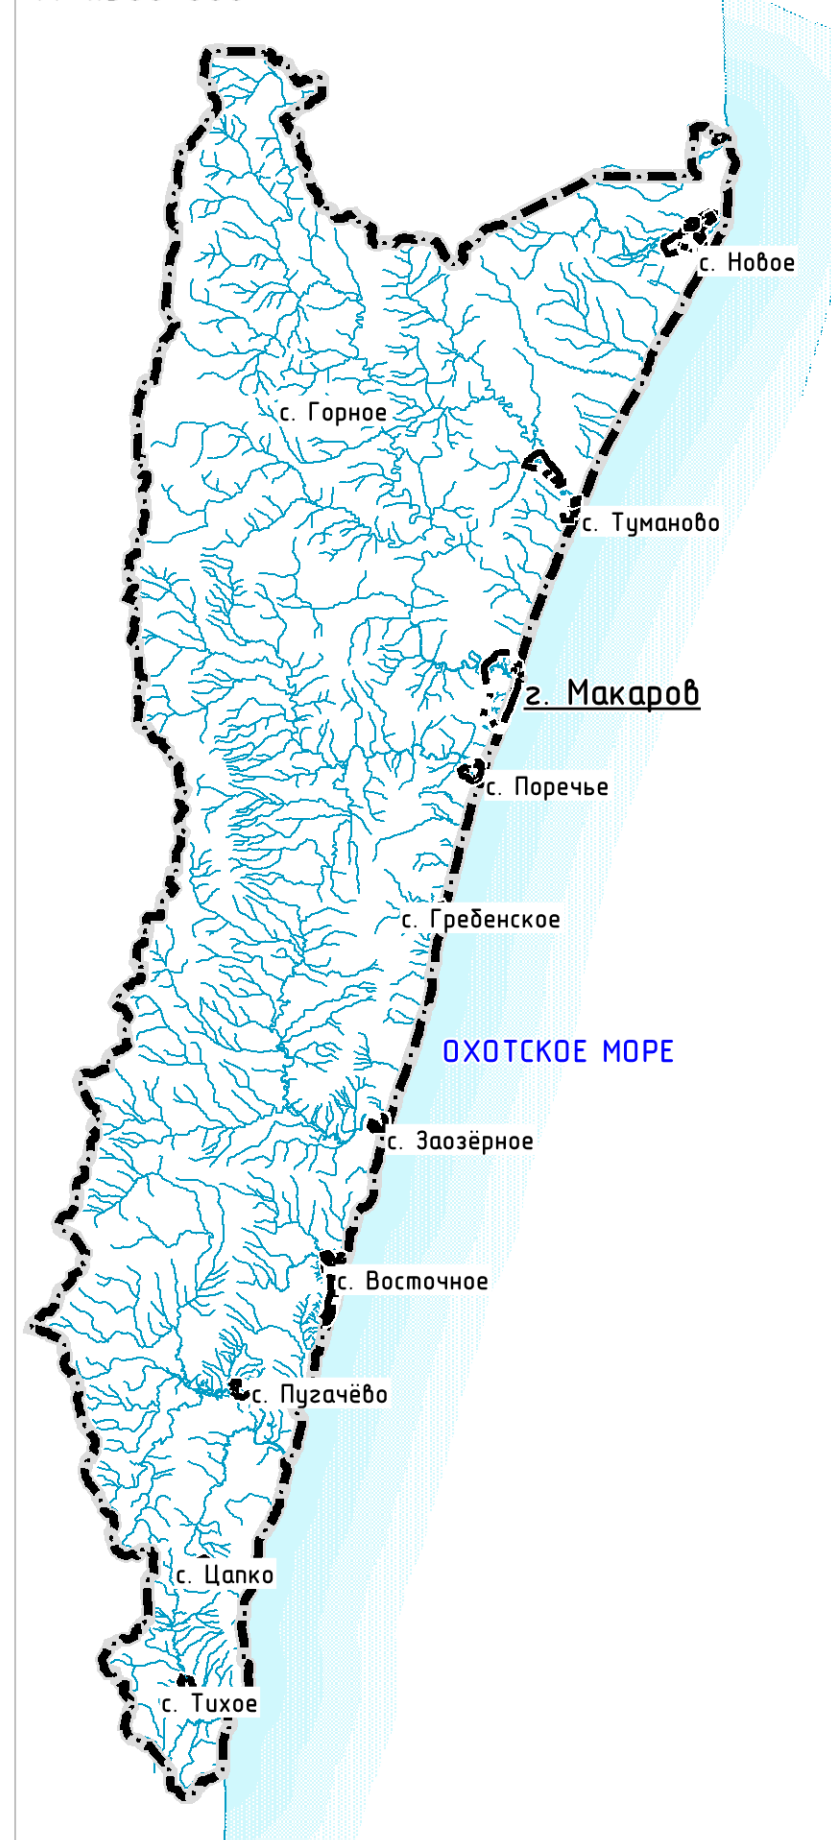 с. Новое
с. Горное
с. Туманово
г. Макаров
с. Поречье
с. Гребенское
ОХОТСКОЕ МОРЕ
с. Заозёрное
с. Восточное
с. Пугачёво
с. Цапко
с. Тихое